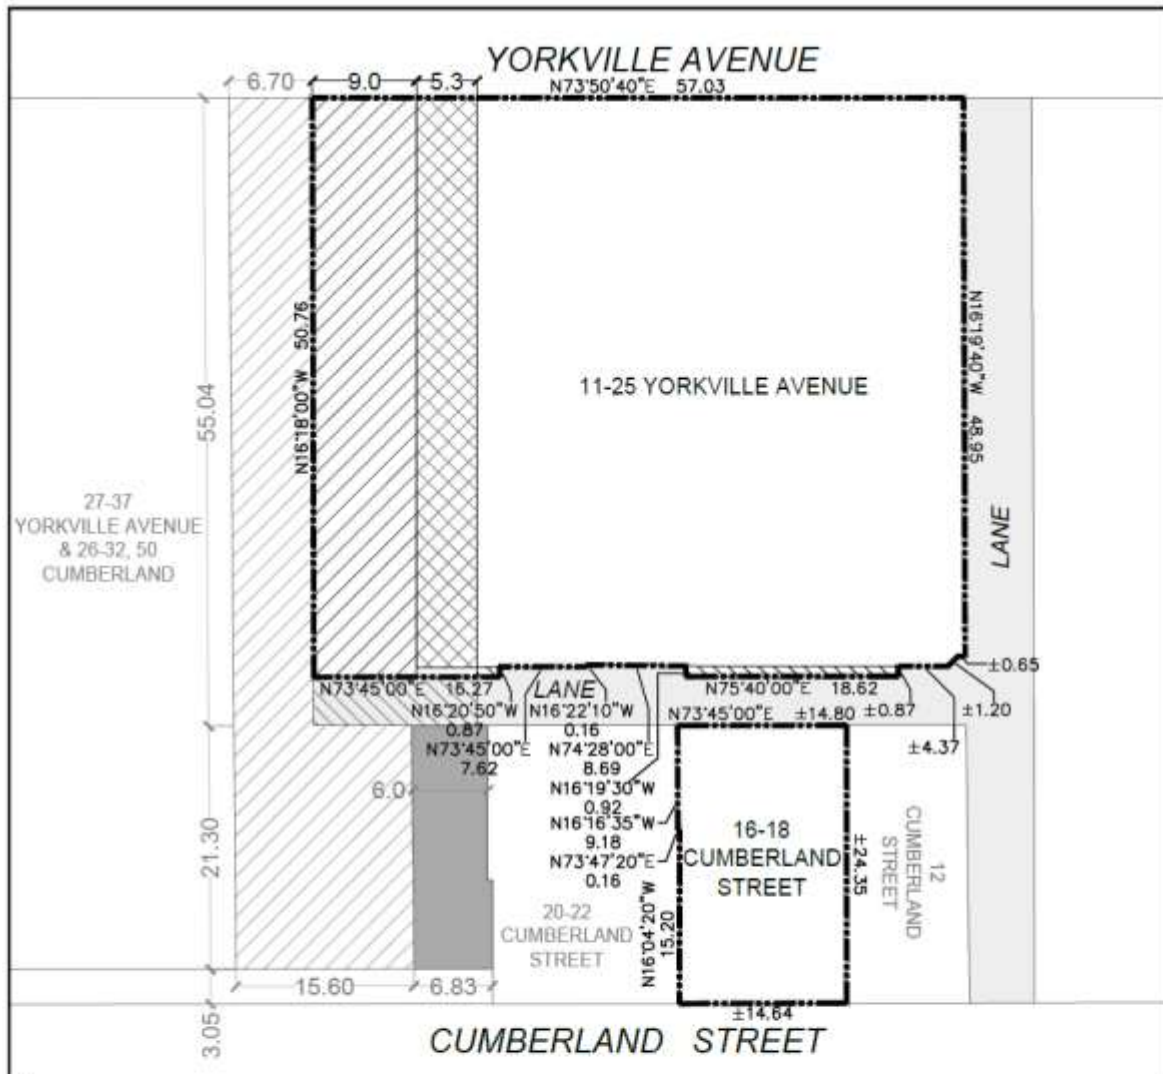 YORKVILLE AVENUE
6.70
9.0
5.3
N73°50'40"E 57.03
55.04
N16°18'00"W 50.76
11-25 YORKVILLE AVENUE
N16°19'40"W 48.95
LANE
27-37
YORKVILLE AVENUE
& 26-32, 50
CUMBERLAND
N73°45'00"E 16.27
LANE
N75°40'00"E 18.62
±0.65
N16°20'50"W
0.87
N16°22'10"W
0.16
N73°45'00"E ±14.80
±0.87
±1.20
N73°45'00"E
7.62
N74°28'00"E
8.69
±4.37
N16°19'30"W
0.92
6.0
N16°16'35"W
9.18
N73°47'20"E
0.16
21.30
16-18
CUMBERLAND
STREET
±24.35
12
CUMBERLAND
STREET
20-22
CUMBERLAND
STREET
N16°04'20"W
15.20
15.60
6.83
±14.64
3.05
CUMBERLAND STREET